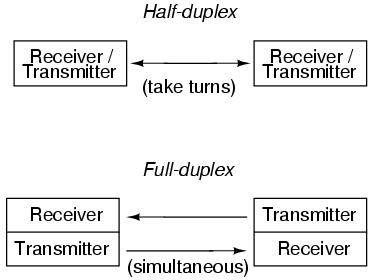 Half-duplex
Receiver / Receiver /
Transmitter Transmitter
(take turns)
Full-duplex
Receiver Transmitter
Transmitter Receiver
(simultaneous)